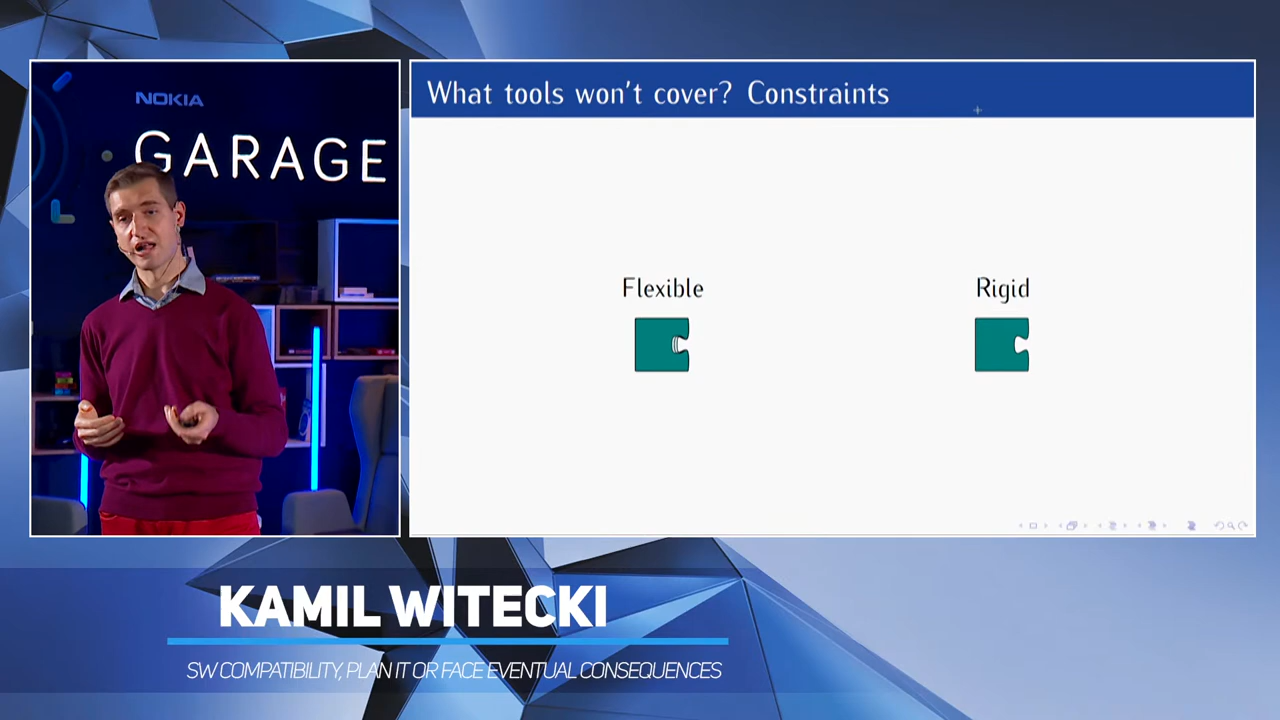 NOKIA
GARAGE
What tools won't cover? Constraints
Flexible
Rigid
KAMIL WITECKI
SW COMPATIBILITY, PLAN IT OR FACE EVENTUAL CONSEQUENCES